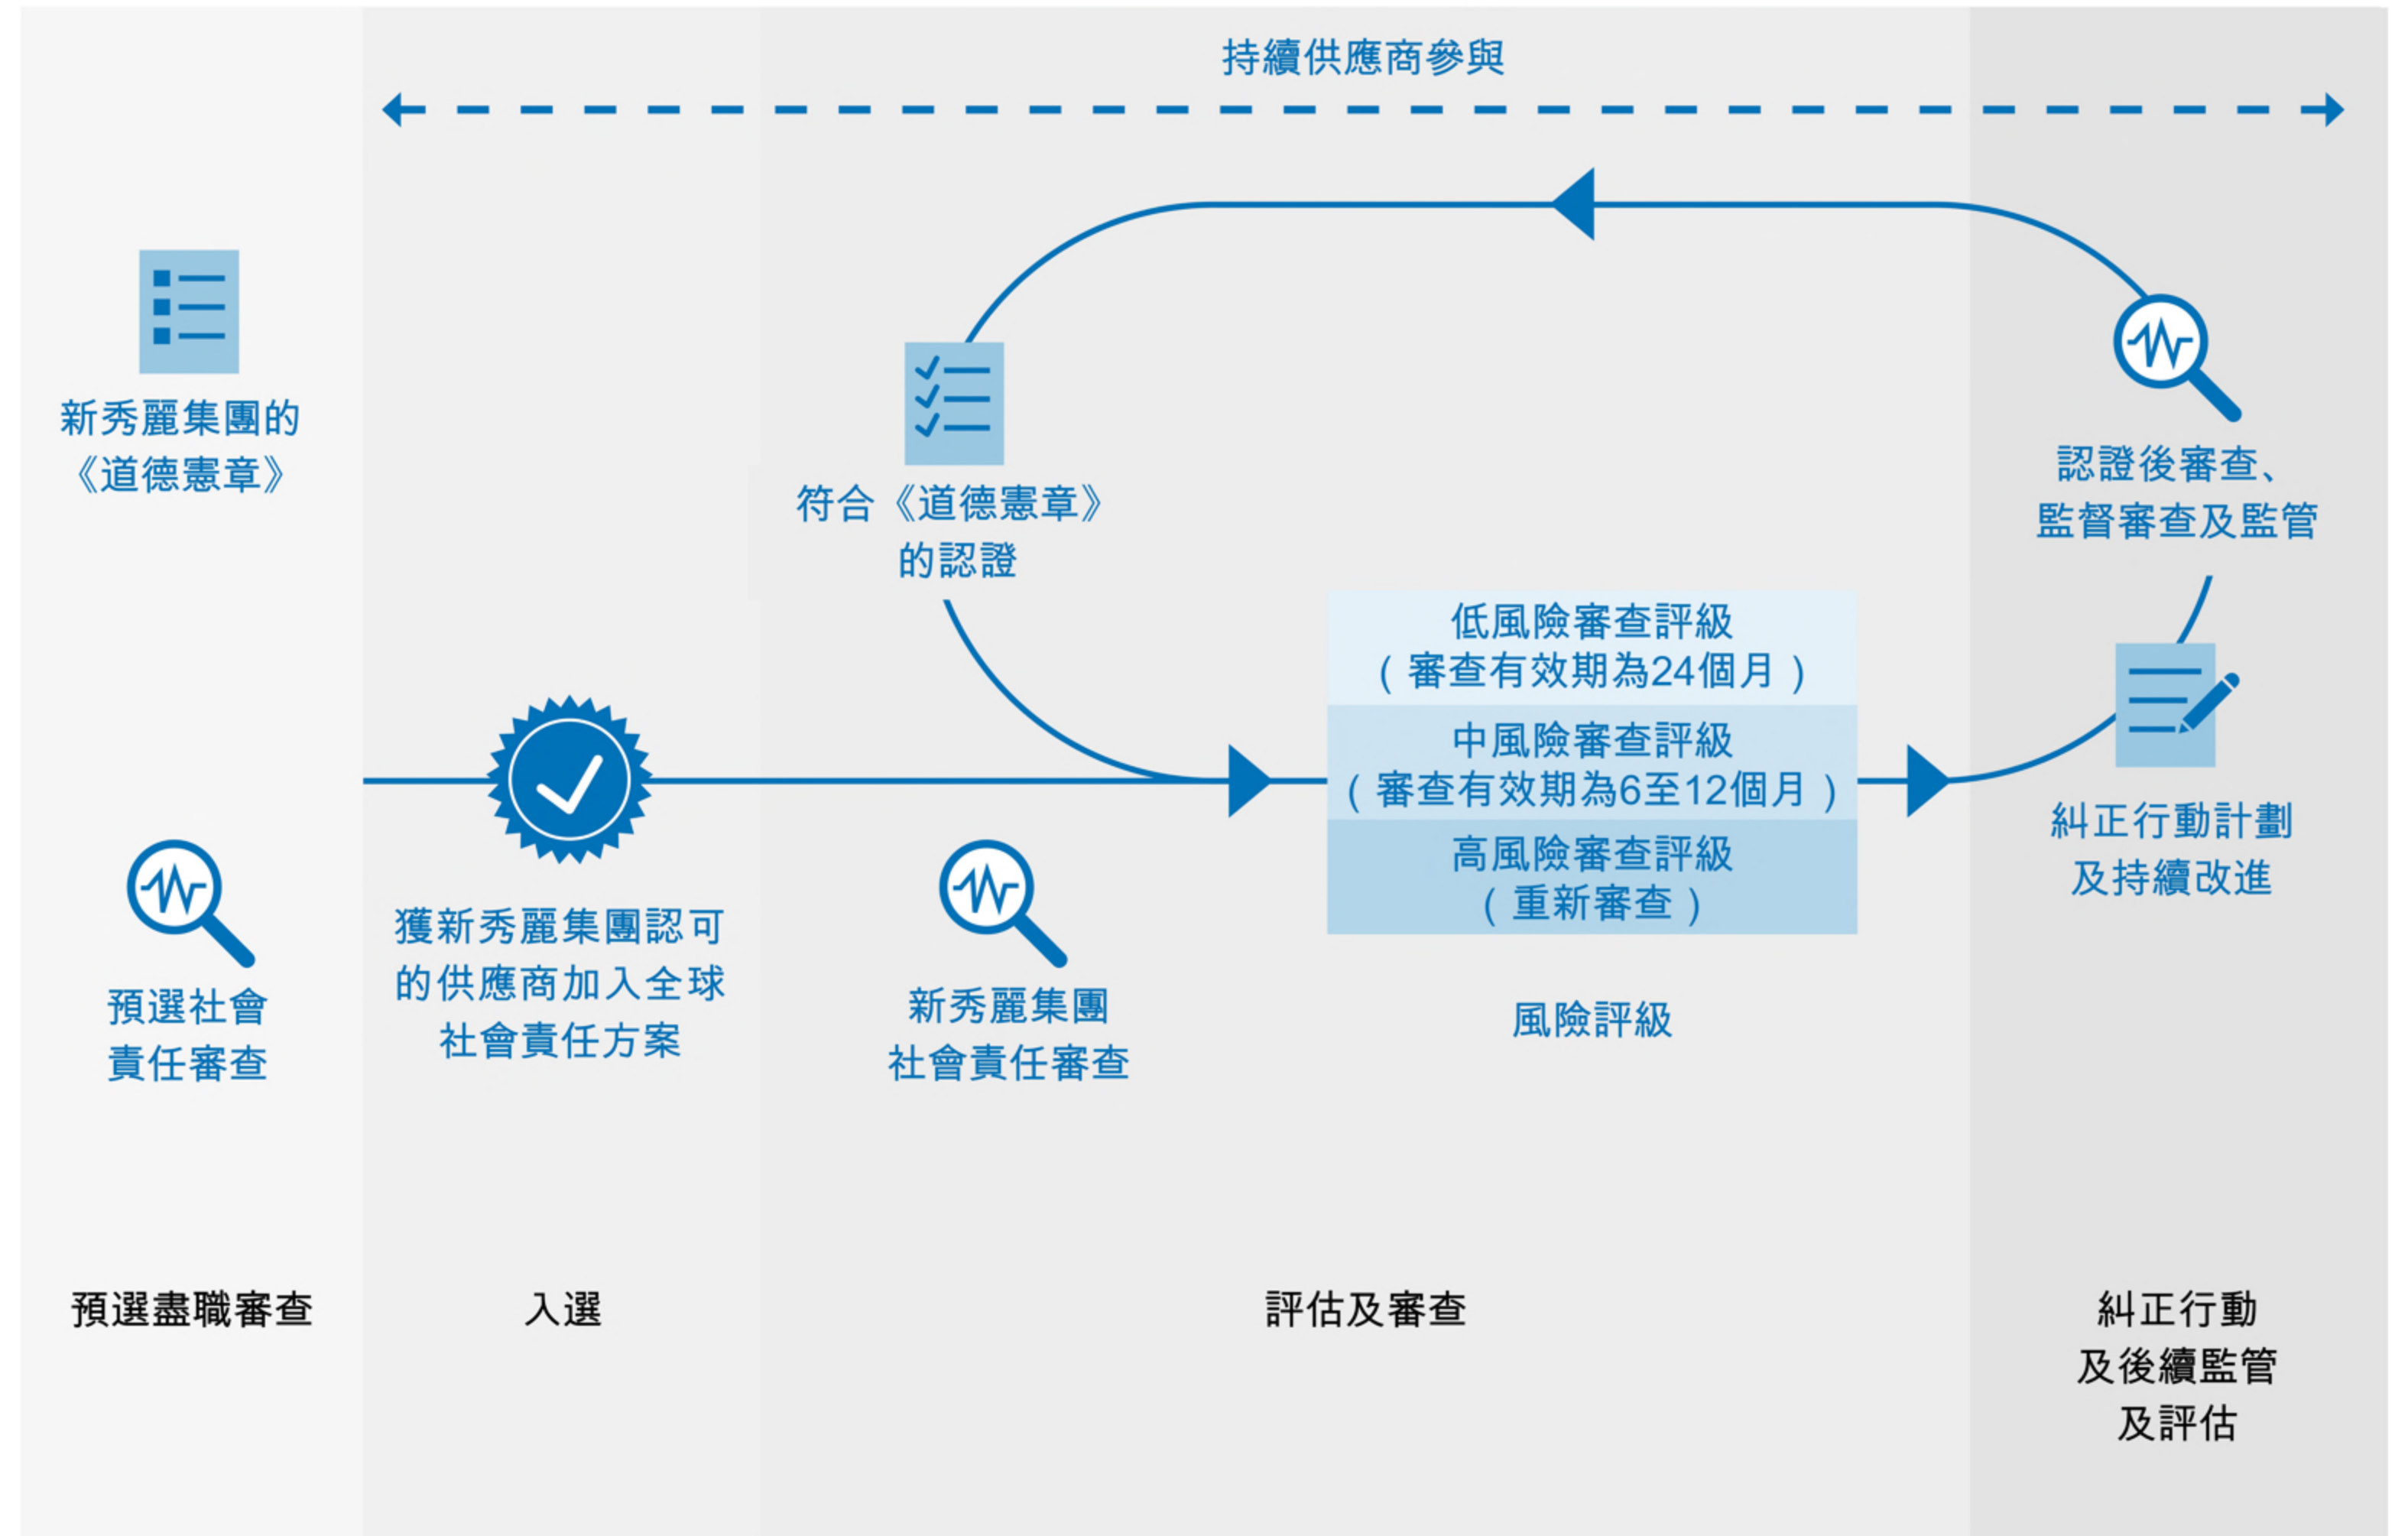 持續供應商參與
新秀麗集團的
《道德憲章》
預選社會
責任審查
獲新秀麗集團認可
的供應商加入全球
社會責任方案
符合《道德憲章》
的認證
新秀麗集團
社會責任審查
低風險審查評級
（審查有效期為24個月）
中風險審查評級
（審查有效期為6至12個月）
高風險審查評級
（重新審查）
風險評級
認證後審查、
監督審查及監管
糾正行動計劃
及持續改進
預選盡職審查
入選
評估及審查
糾正行動
及後續監管
及評估